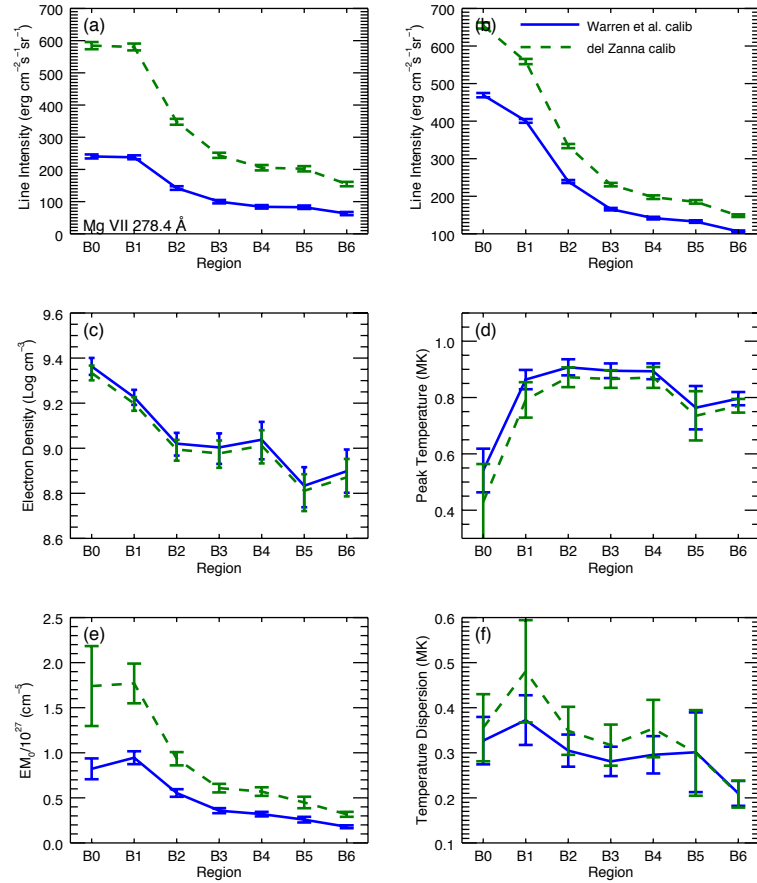 (a)
700
600
500
400
300
200
100
0
Line Intensity (erg cm⁻²s⁻¹sr⁻¹)
Mg VII 278.4 Å
B0 B1 B2 B3 B4 B5 B6
Region
(b)
Warren et al. calib
del Zanna calib
700
600
500
400
300
200
100
Line Intensity (erg cm⁻²s⁻¹sr⁻¹)
B0 B1 B2 B3 B4 B5 B6
Region
(c)
9.6
9.4
9.2
9.0
8.8
8.6
Electron Density (Log cm⁻³)
B0 B1 B2 B3 B4 B5 B6
Region
(d)
1.0
0.8
0.6
0.4
Peak Temperature (MK)
B0 B1 B2 B3 B4 B5 B6
Region
(e)
2.5
2.0
1.5
1.0
0.5
0.0
EM₀/10²⁷ (cm⁻⁵)
B0 B1 B2 B3 B4 B5 B6
Region
(f)
0.6
0.5
0.4
0.3
0.2
0.1
Temperature Dispersion (MK)
B0 B1 B2 B3 B4 B5 B6
Region